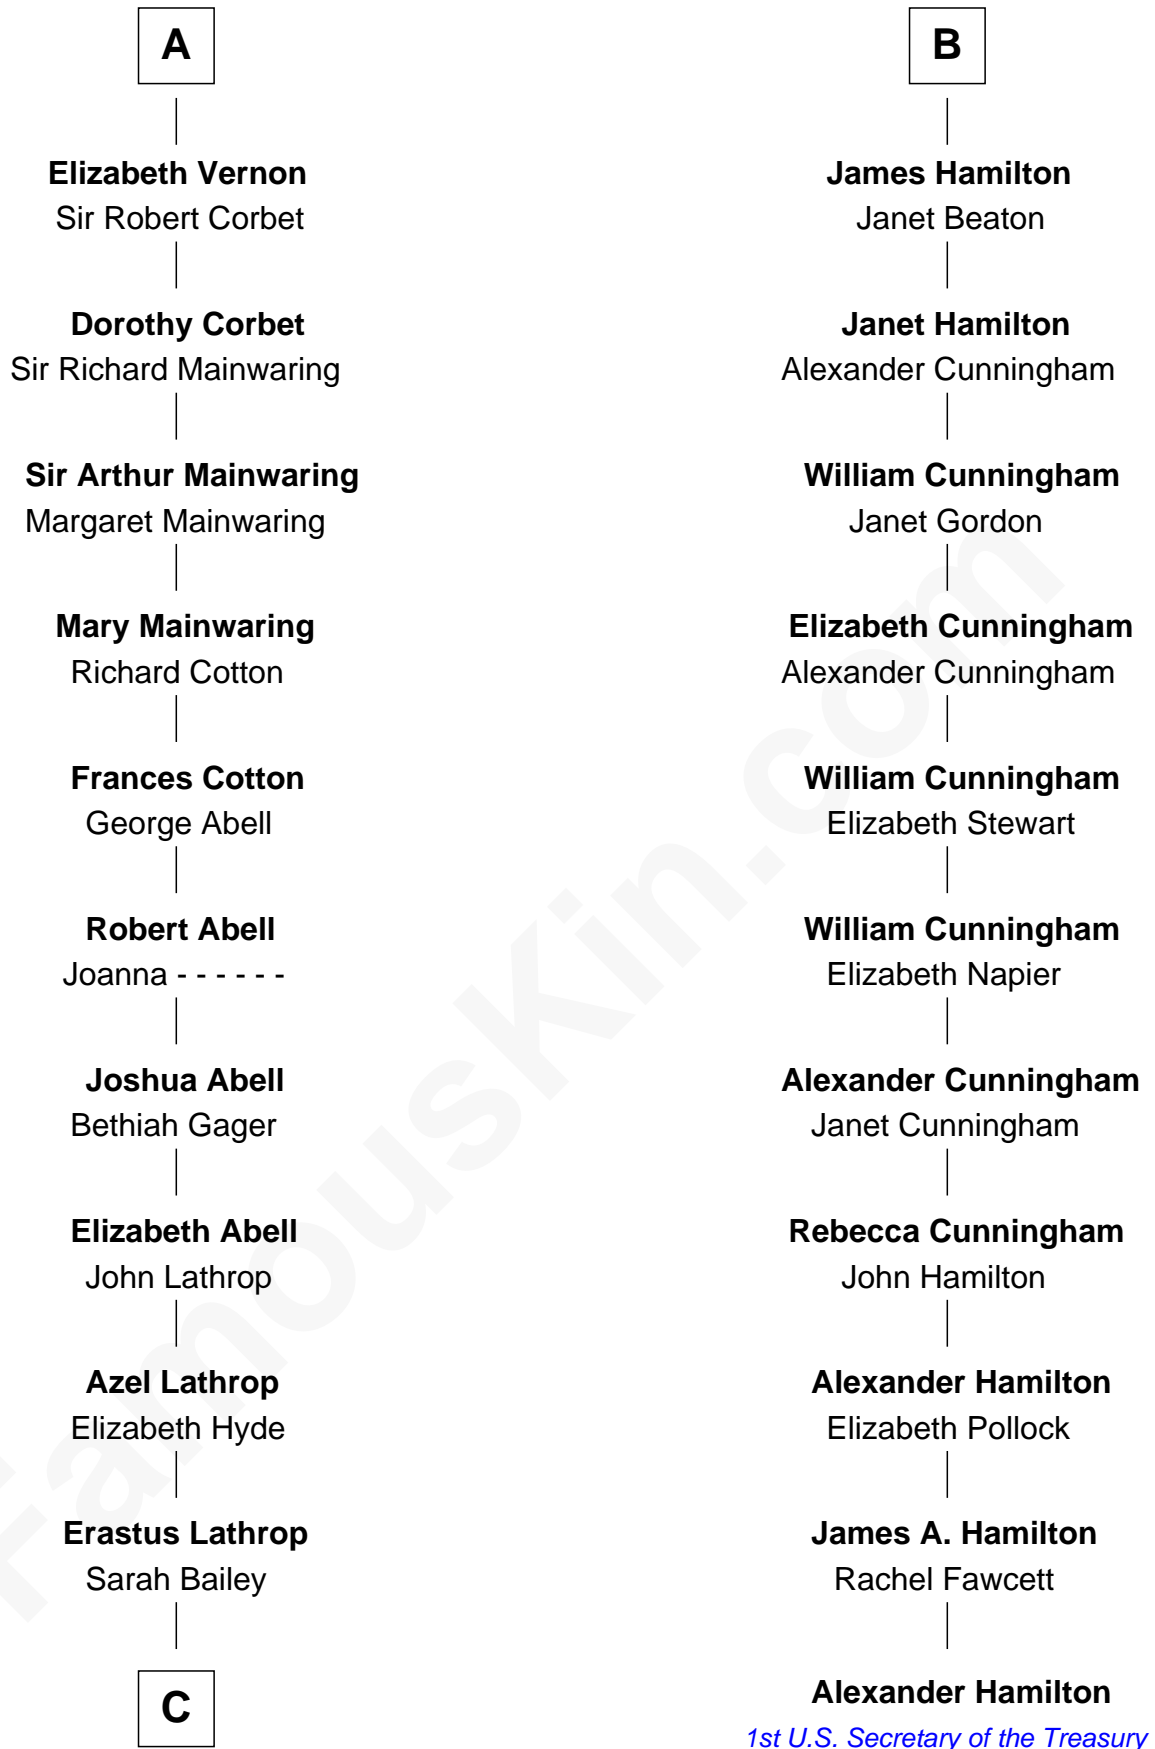 A
Elizabeth Vernon
Sir Robert Corbet
Dorothy Corbet
Sir Richard Mainwaring
Sir Arthur Mainwaring
Margaret Mainwaring
Mary Mainwaring
Richard Cotton
Frances Cotton
George Abell
Robert Abell
Joanna - - - - - -
Joshua Abell
Bethiah Gager
Elizabeth Abell
John Lathrop
Azel Lathrop
Elizabeth Hyde
Erastus Lathrop
Sarah Bailey
C
B
James Hamilton
Janet Beaton
Janet Hamilton
Alexander Cunningham
William Cunningham
Janet Gordon
Elizabeth Cunningham
Alexander Cunningham
William Cunningham
Elizabeth Stewart
William Cunningham
Elizabeth Napier
Alexander Cunningham
Janet Cunningham
Rebecca Cunningham
John Hamilton
Alexander Hamilton
Elizabeth Pollock
James A. Hamilton
Rachel Fawcett
Alexander Hamilton
1st U.S. Secretary of the Treasury
FamousKin.com